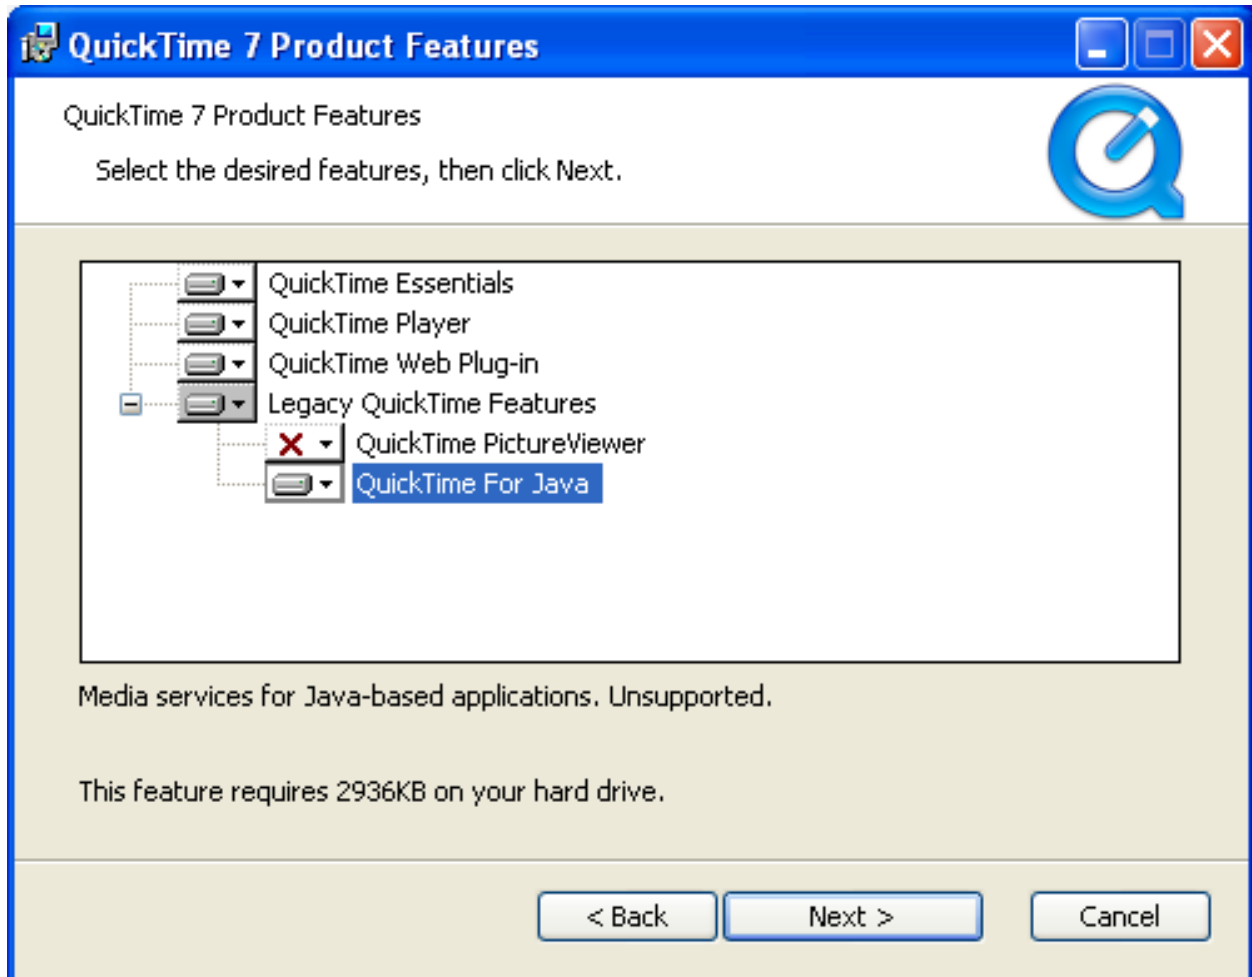 QuickTime 7 Product Features
QuickTime 7 Product Features
Select the desired features, then click Next.
QuickTime Essentials
QuickTime Player
QuickTime Web Plug-in
Legacy QuickTime Features
QuickTime PictureViewer
QuickTime For Java
Media services for Java-based applications. Unsupported.
This feature requires 2936KB on your hard drive.
< Back Next > Cancel